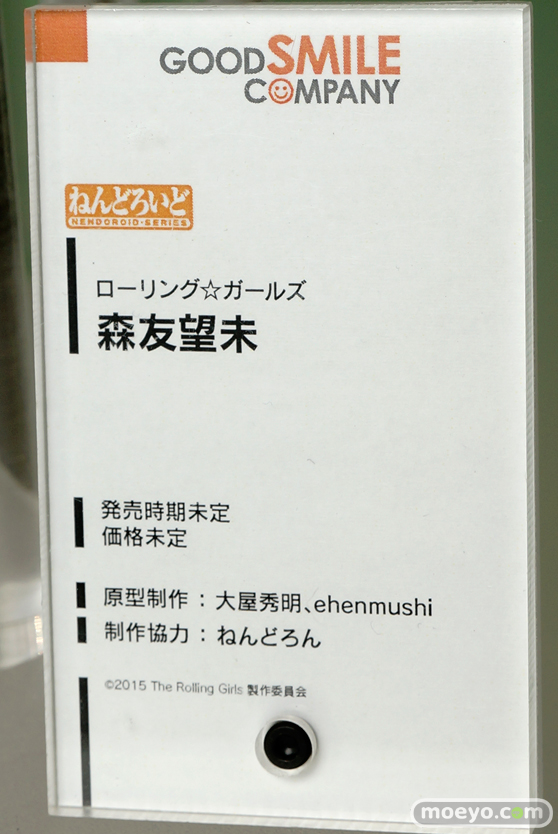 GOODSMILE
COMPANY
ねんどろいど
NENDOROID-SERIES
ローリング☆ガールズ
森友望未
発売時期未定
価格未定
原型制作：大屋秀明、ehenmushi
制作協力：ねんどろん
©2015 The Rolling Girls 製作委員会
moeyo.com